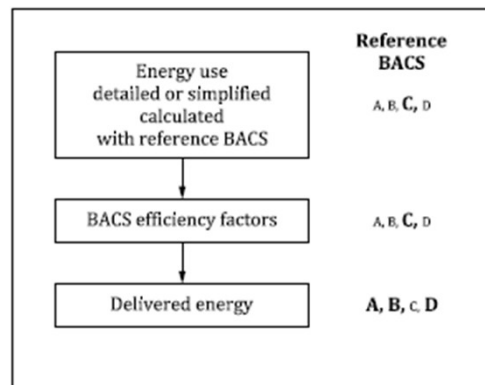 Reference
BACS
Energy use
detailed or simplified
calculated
with reference BACS
A, B, C, D
BACS efficiency factors
A, B, C, D
Delivered energy
A, B, C, D